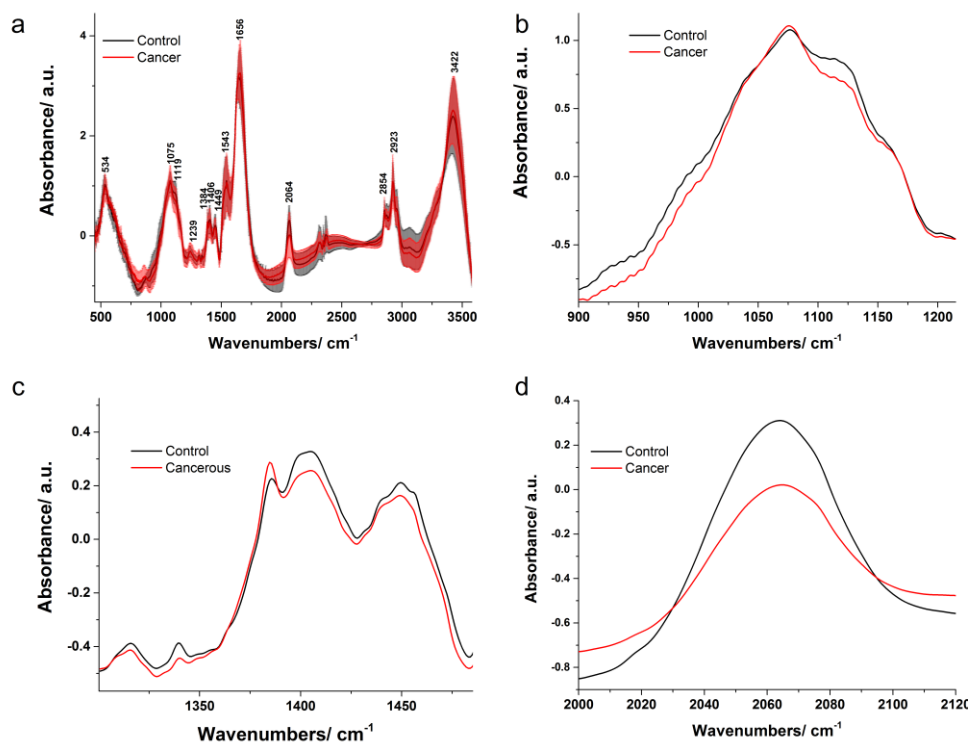 a
Control
Cancer
534
1075
1119
1239
1384
1406
1449
1543
1656
2064
2854
2923
3422
4
2
0
500 1000 1500 2000 2500 3000 3500
Absorbance/ a.u.
Wavenumbers/ cm⁻¹
b
Control
Cancer
1.0
0.5
0.0
-0.5
900 950 1000 1050 1100 1150 1200
Absorbance/ a.u.
Wavenumbers/ cm⁻¹
c
Control
Cancerous
0.4
0.2
0.0
-0.4
1350 1400 1450
Absorbance/ a.u.
Wavenumbers/ cm⁻¹
d
Control
Cancer
0.4
0.2
0.0
-0.2
-0.4
-0.6
-0.8
2000 2020 2040 2060 2080 2100 2120
Absorbance/ a.u.
Wavenumbers/ cm⁻¹